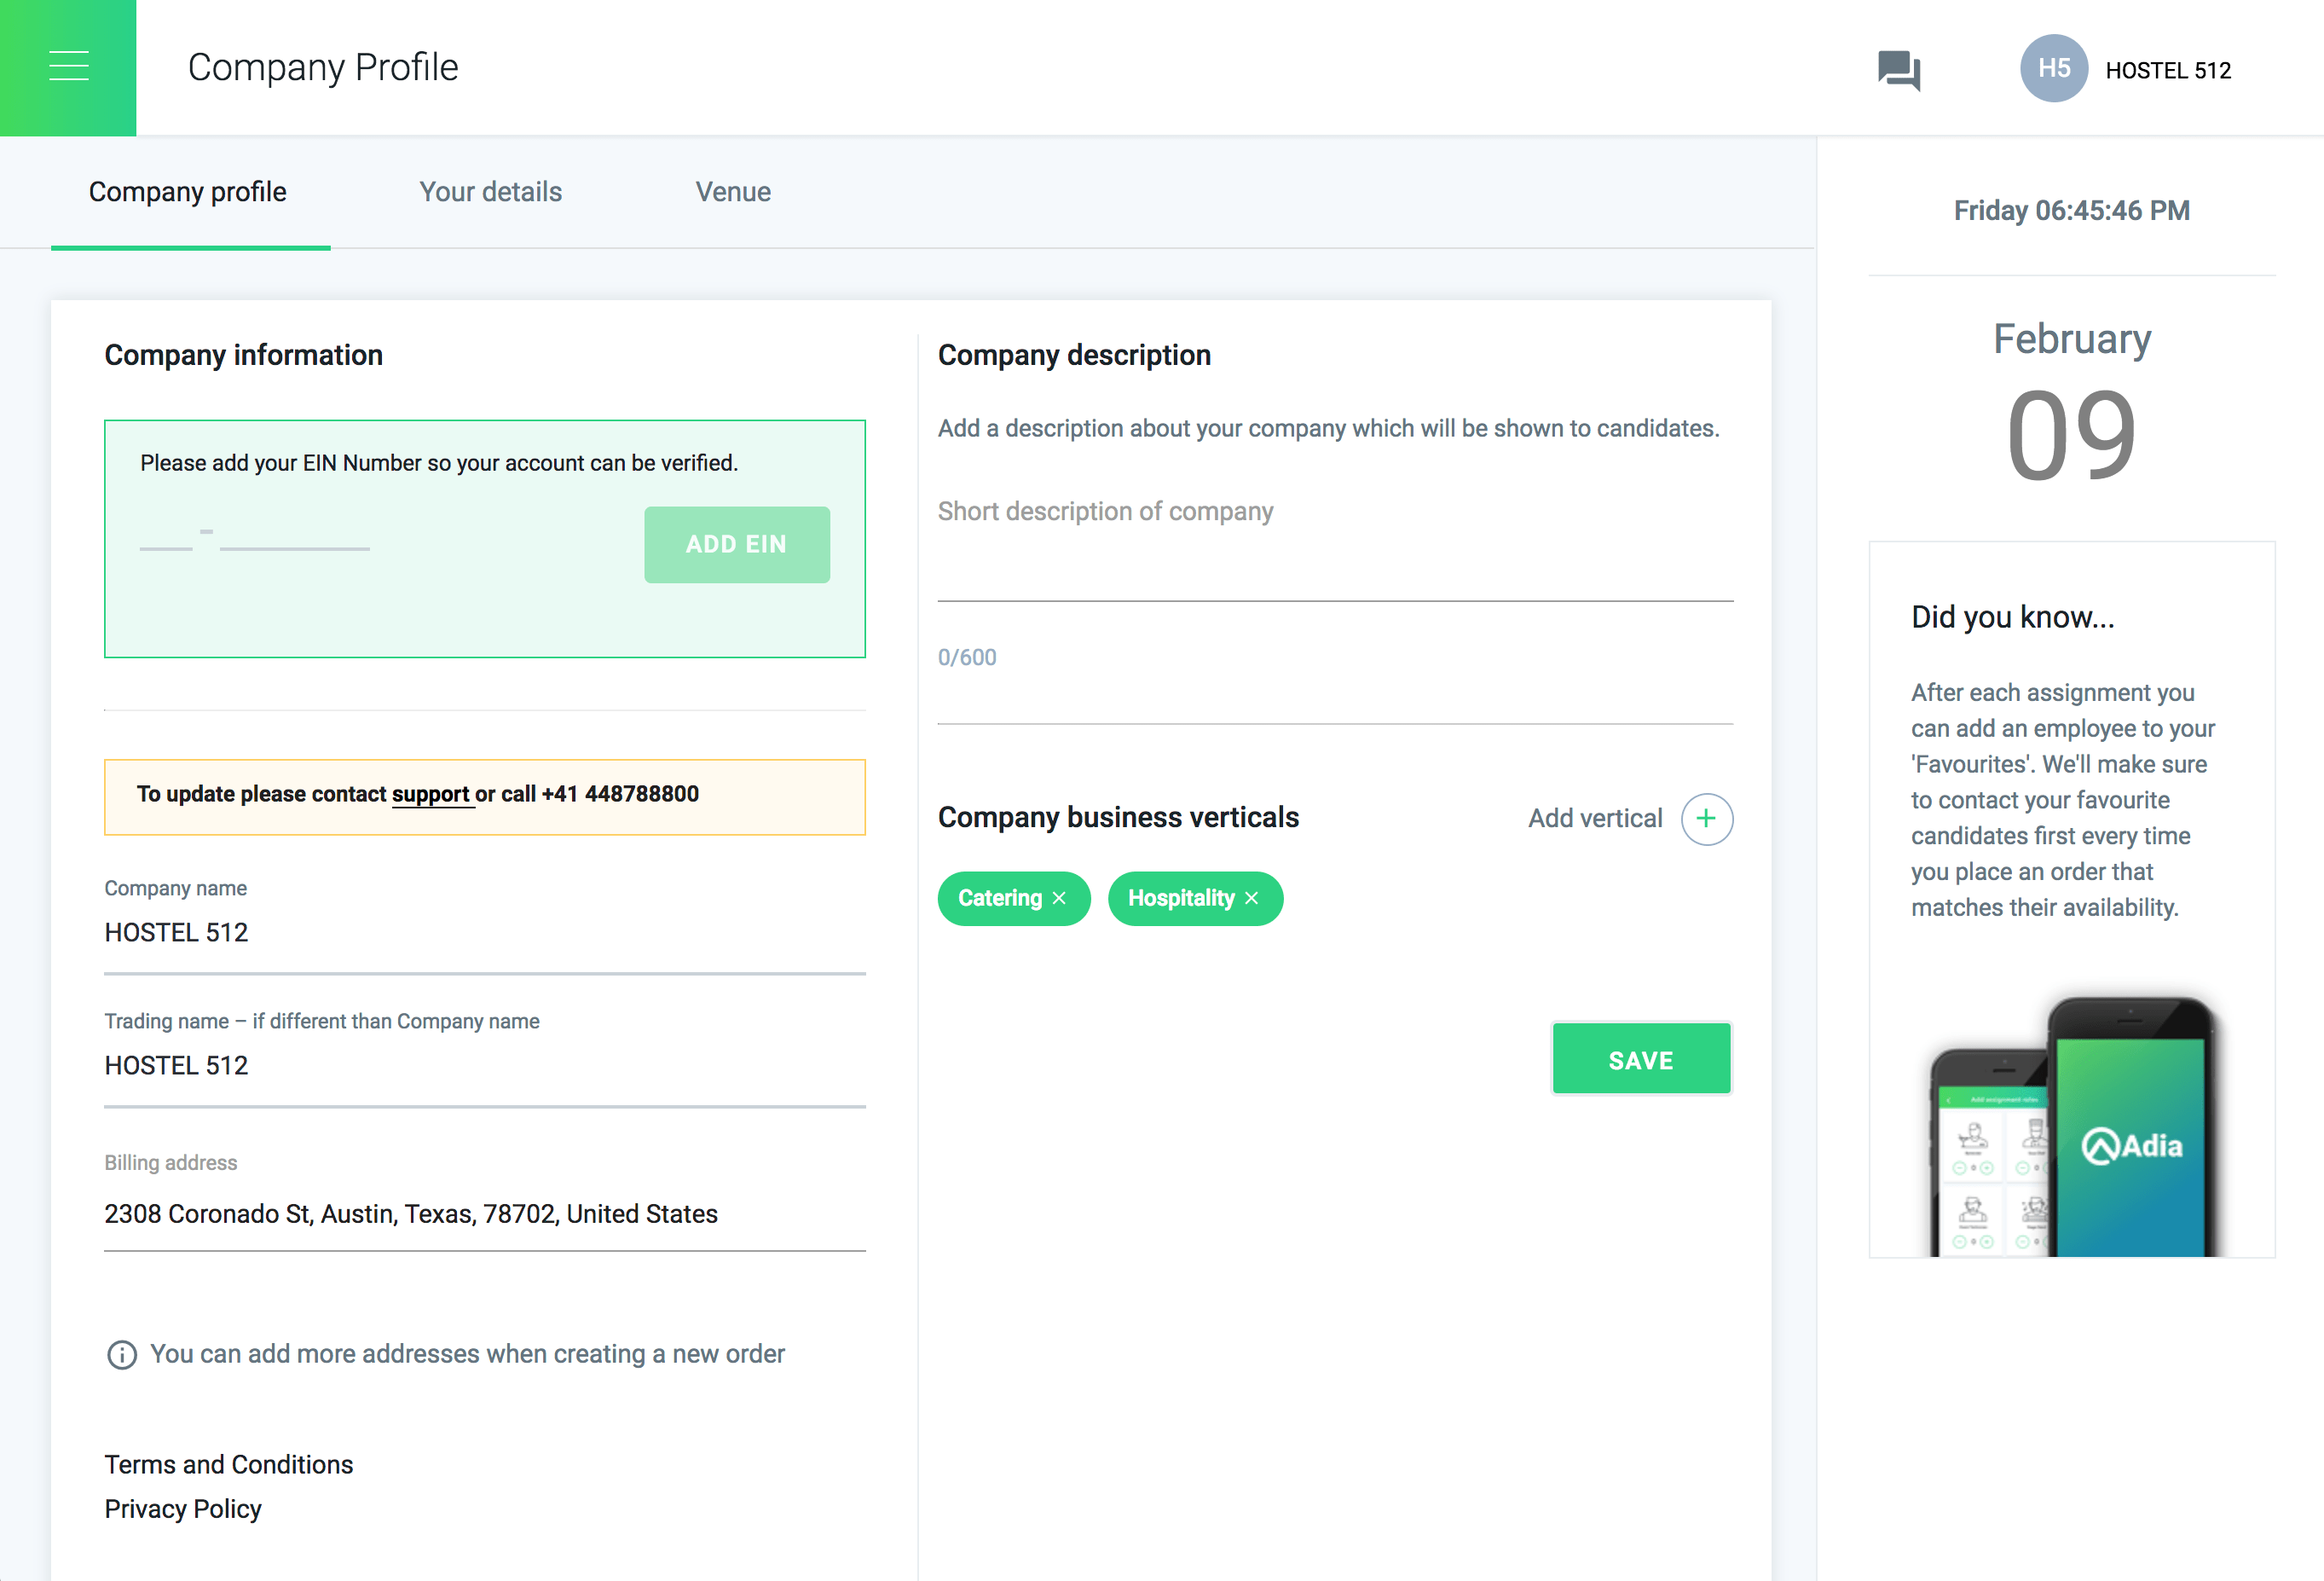 Company Profile
H5
HOSTEL 512
Company profile
Your details
Venue
Company information
Please add your EIN Number so your account can be verified.
-
ADD EIN
To update please contact support or call +41 448788800
Company name
HOSTEL 512
Trading name – if different than Company name
HOSTEL 512
Billing address
2308 Coronado St, Austin, Texas, 78702, United States
You can add more addresses when creating a new order
Terms and Conditions
Privacy Policy
Company description
Add a description about your company which will be shown to candidates.
Short description of company
0/600
Company business verticals
Add vertical
Catering
Hospitality
SAVE
Friday 06:45:46 PM
February
09
Did you know...
After each assignment you
can add an employee to your
'Favourites'. We'll make sure
to contact your favourite
candidates first every time
you place an order that
matches their availability.
Add assignment roles
Adia